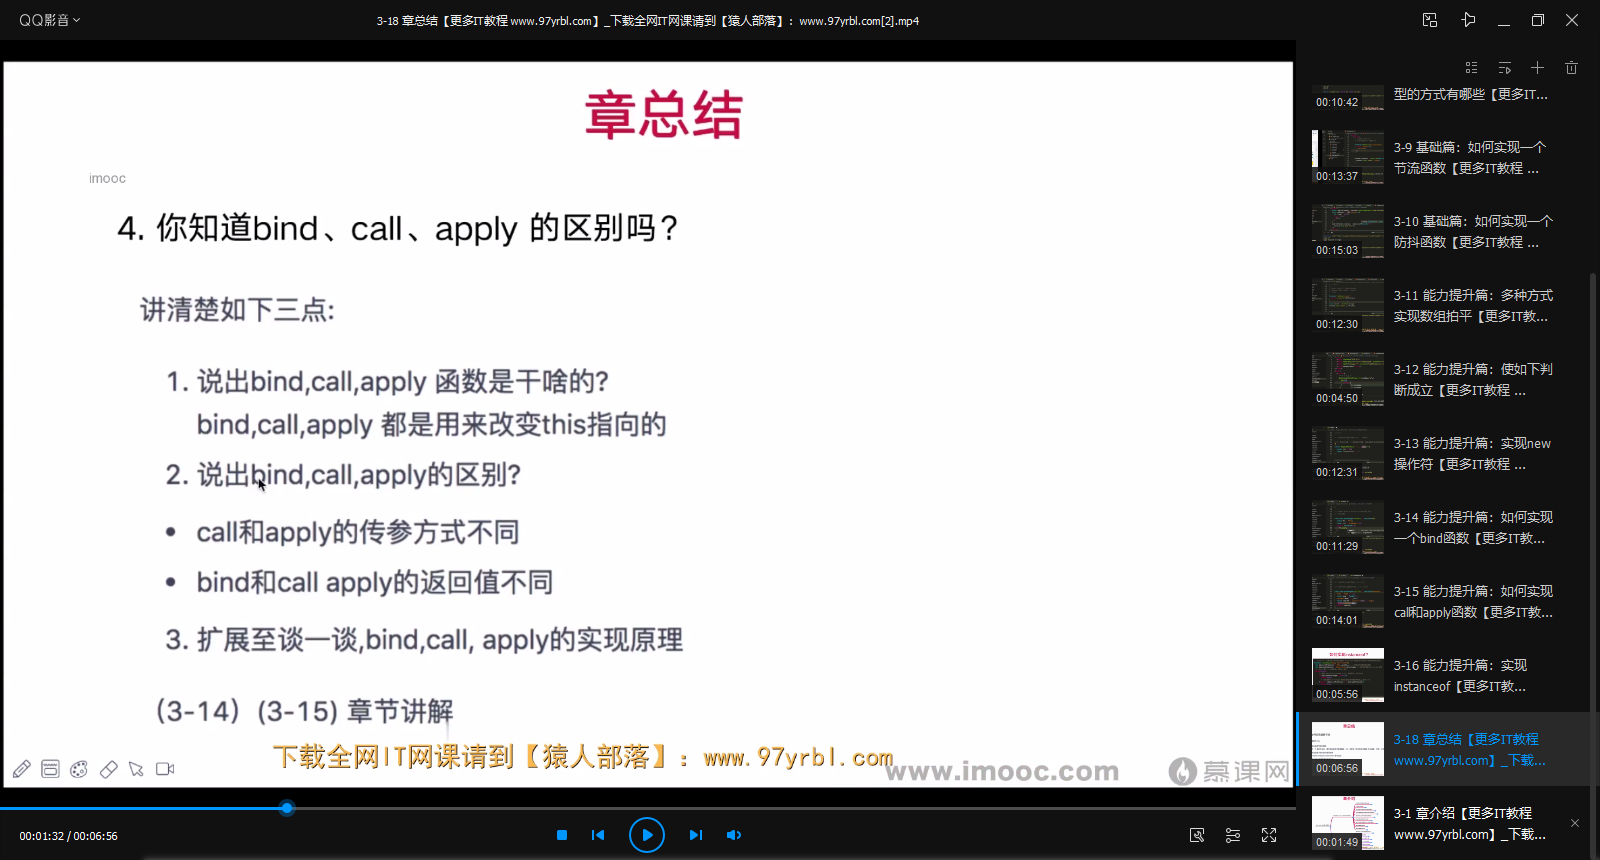 QQ影音
3-18 章总结【更多IT教程 www.97yrbl.com】_下载全网IT网课请到【猿人部落】：www.97yrbl.com[2].mp4
章总结
imooc
4. 你知道bind、call、apply 的区别吗？
讲清楚如下三点:
1. 说出bind,call,apply 函数是干啥的?
bind,call,apply 都是用来改变this指向的
2. 说出bind,call,apply的区别?
• call和apply的传参方式不同
• bind和call apply的返回值不同
3. 扩展至谈一谈,bind,call, apply的实现原理
（3-14）(3-15) 章节讲解
下载全网IT网课请到【猿人部落】：www.97yrbl.com
www.imooc.com
慕课网
00:01:32 / 00:06:56
00:10:42
型的方式有哪些【更多IT...
00:13:37
3-9 基础篇：如何实现一个
节流函数【更多IT教程 ...
00:15:03
3-10 基础篇：如何实现一个
防抖函数【更多IT教程 ...
00:12:30
3-11 能力提升篇：多种方式
实现数组拍平【更多IT教...
00:04:50
3-12 能力提升篇：使如下判
断成立【更多IT教程 ...
00:12:31
3-13 能力提升篇：实现new
操作符【更多IT教程 ...
00:11:29
3-14 能力提升篇：如何实现
一个bind函数【更多IT教...
00:14:01
3-15 能力提升篇：如何实现
cal和apply函数【更多IT教...
00:05:56
3-16 能力提升篇：实现
instanceof【更多IT教...
00:06:56
3-18 章总结【更多IT教程
www.97yrbl.com】_下载...
00:01:49
3-1 章介绍【更多IT教程
www.97yrbl.com】_下载...